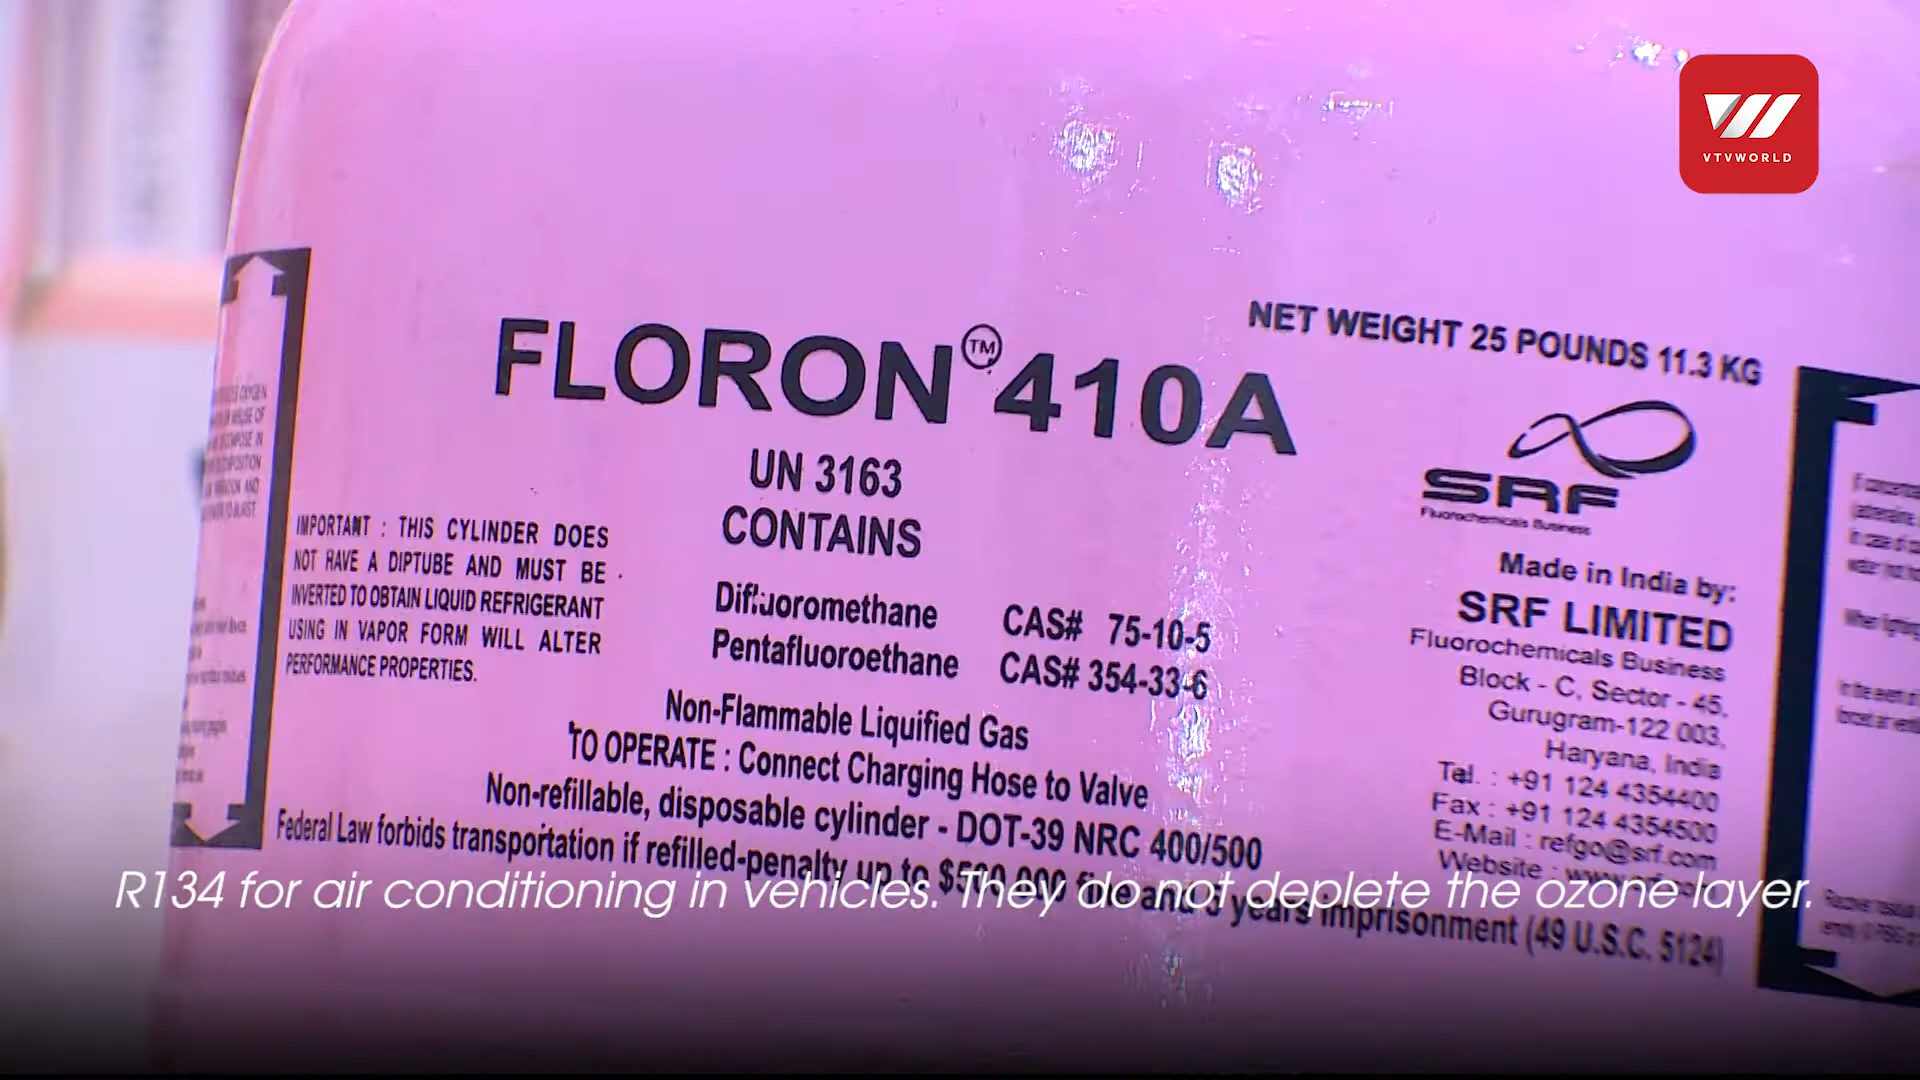 VTVWORLD
NET WEIGHT 25 POUNDS 11.3 KG
FLORON™ 410A
UN 3163
CONTAINS
Difluoromethane CAS# 75-10-5
Pentafluoroethane CAS# 354-33-6
Non-Flammable Liquified Gas
TO OPERATE : Connect Charging Hose to Valve
Non-refillable, disposable cylinder - DOT-39 NRC 400/500
Federal Law forbids transportation if refilled-penalty up to $500,000 fine and 5 years imprisonment (49 U.S.C. 5124)
IMPORTANT : THIS CYLINDER DOES
NOT HAVE A DIPTUBE AND MUST BE
INVERTED TO OBTAIN LIQUID REFRIGERANT
USING IN VAPOR FORM WILL ALTER
PERFORMANCE PROPERTIES.
SRF
Fluorochemicals Business
Made in India by:
SRF LIMITED
Fluorochemicals Business
Block - C, Sector - 45,
Gurugram-122 003,
Haryana, India
Tel. : +91 124 4354400
Fax : +91 124 4354500
E-Mail : refgo@srf.com
Website :
R134 for air conditioning in vehicles. They do not deplete the ozone layer.